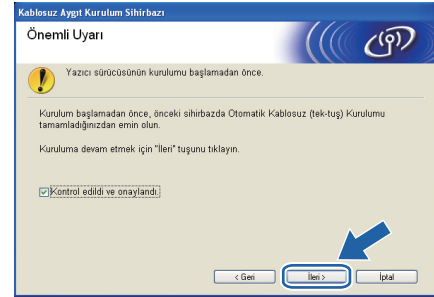 Kablosuz Aygıt Kurulum Sihirbazı
Önemli Uyarı
Yazıcı sürücüsünün kurulumu başlamadan önce.
Kurulum başlamadan önce, önceki sihirbazda Otomatik Kablosuz (tek-tuş) Kurulumu
tamamladığınızdan emin olun.
Kuruluma devam etmek için "İleri" tuşunu tıklayın.
Kontrol edildi ve onaylandı.
< Geri
İleri >
İptal